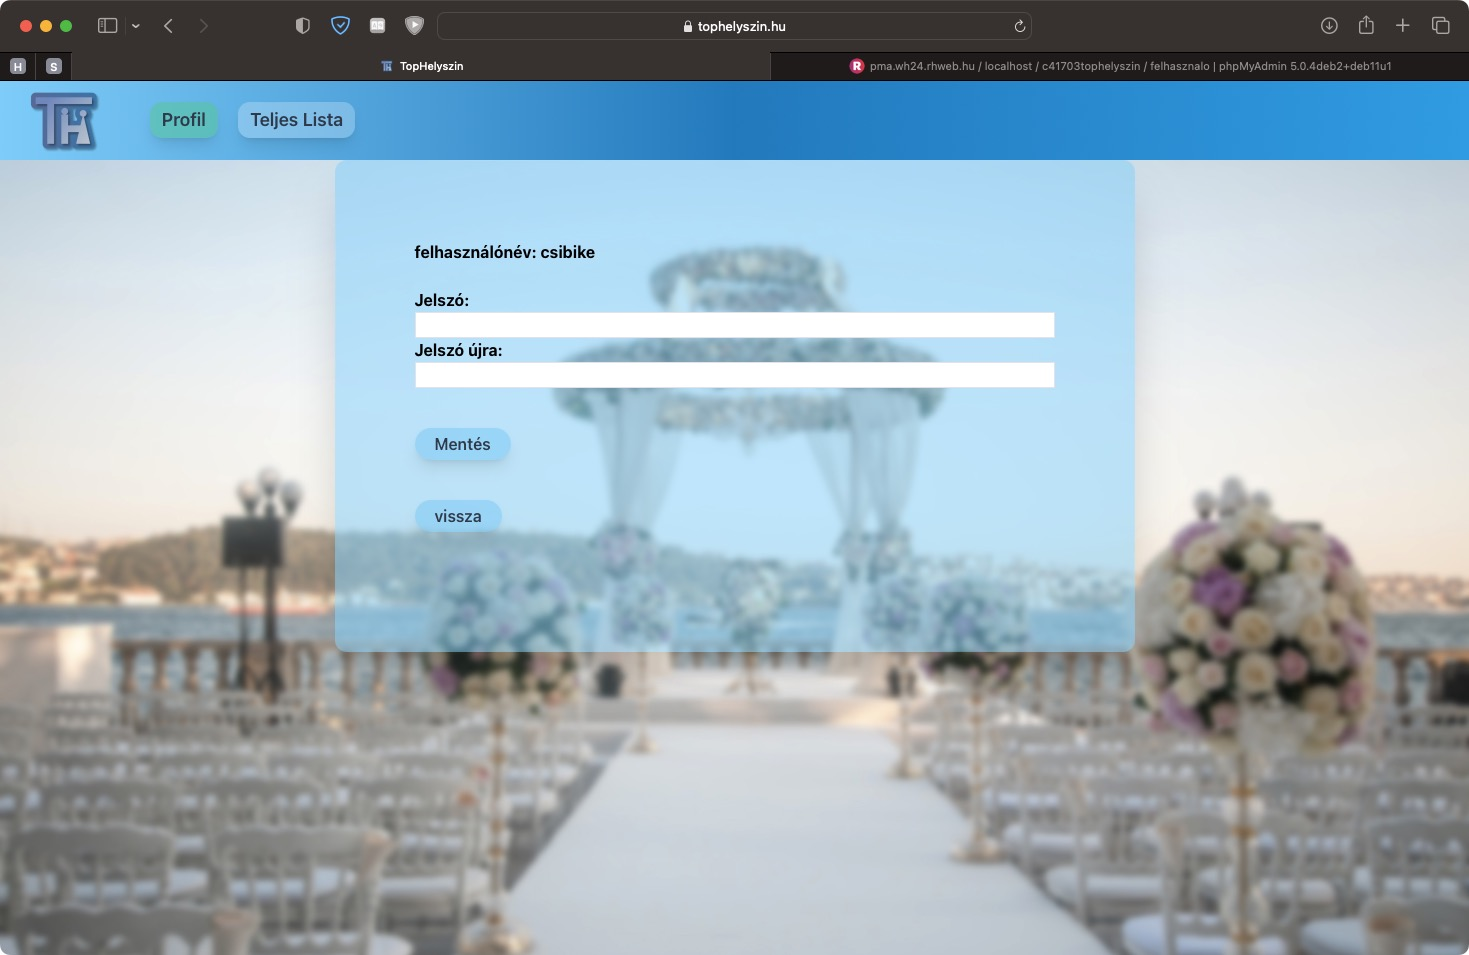 tophelyszin.hu
H
S
TopHelyszin
R
pma.wh24.rhweb.hu / localhost / c41703tophelyszin / felhasznalo | phpMyAdmin 5.0.4deb2+deb11u1
TH
Profil
Teljes Lista
felhasználónév: csibike
Jelszó:
Jelszó újra:
Mentés
vissza